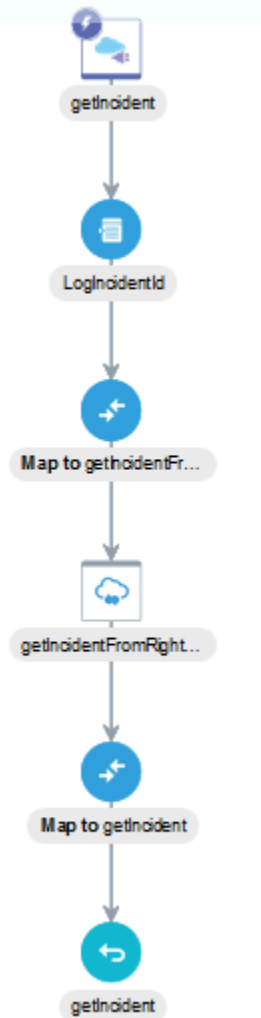 getIncident
LogIncidentId
Map to getIncidentFr...
getIncidentFromRight...
Map to getIncident
getIncident